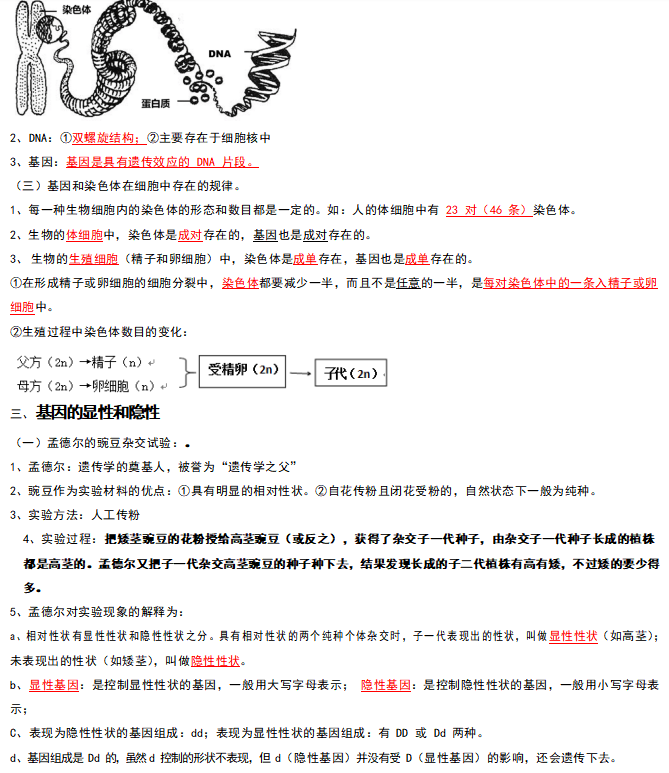 染色体
DNA
蛋白质
2、DNA：①双螺旋结构；②主要存在于细胞核中
3、基因：基因是具有遗传效应的 DNA 片段。
（三）基因和染色体在细胞中存在的规律。
1、每一种生物细胞内的染色体的形态和数目都是一定的。如：人的体细胞中有 23 对（46 条）染色体。
2、生物的体细胞中，染色体是成对存在的，基因也是成对存在的。
3、 生物的生殖细胞（精子和卵细胞）中，染色体是成单存在，基因也是成单存在的。
①在形成精子或卵细胞的细胞分裂中，染色体都要减少一半，而且不是任意的一半，是每对染色体中的一条入精子或卵
细胞中。
②生殖过程中染色体数目的变化：
父方（2n）→精子（n）
母方（2n）→卵细胞（n）
受精卵（2n）
子代（2n）
三、基因的显性和隐性
（一）孟德尔的豌豆杂交试验：
1、孟德尔：遗传学的奠基人，被誉为“遗传学之父”
2、豌豆作为实验材料的优点：①具有明显的相对性状。②自花传粉且闭花受粉的，自然状态下一般为纯种。
3、实验方法：人工传粉
4、实验过程：把矮茎豌豆的花粉授给高茎豌豆（或反之），获得了杂交子一代种子，由杂交子一代种子长成的植株
都是高茎的。孟德尔又把子一代杂交高茎豌豆的种子种下去，结果发现长成的子二代植株有高有矮，不过矮的要少得
多。
5、孟德尔对实验现象的解释为：
a、相对性状有显性性状和隐性性状之分。具有相对性状的两个纯种个体杂交时，子一代表现出的性状，叫做显性性状（如高茎）；
未表现出的性状（如矮茎），叫做隐性性状。
b、显性基因：是控制显性性状的基因，一般用大写字母表示； 隐性基因：是控制隐性性状的基因，一般用小写字母表
示；
C、表现为隐性性状的基因组成：dd；表现为显性性状的基因组成：有 DD 或 Dd 两种。
d、基因组成是 Dd 的，虽然 d 控制的形状不表现，但 d（隐性基因）并没有受 D（显性基因）的影响，还会遗传下去。